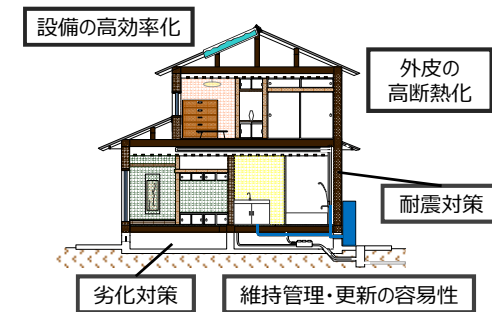 設備の高効率化
外皮の
高断熱化
耐震対策
劣化対策
維持管理・更新の容易性